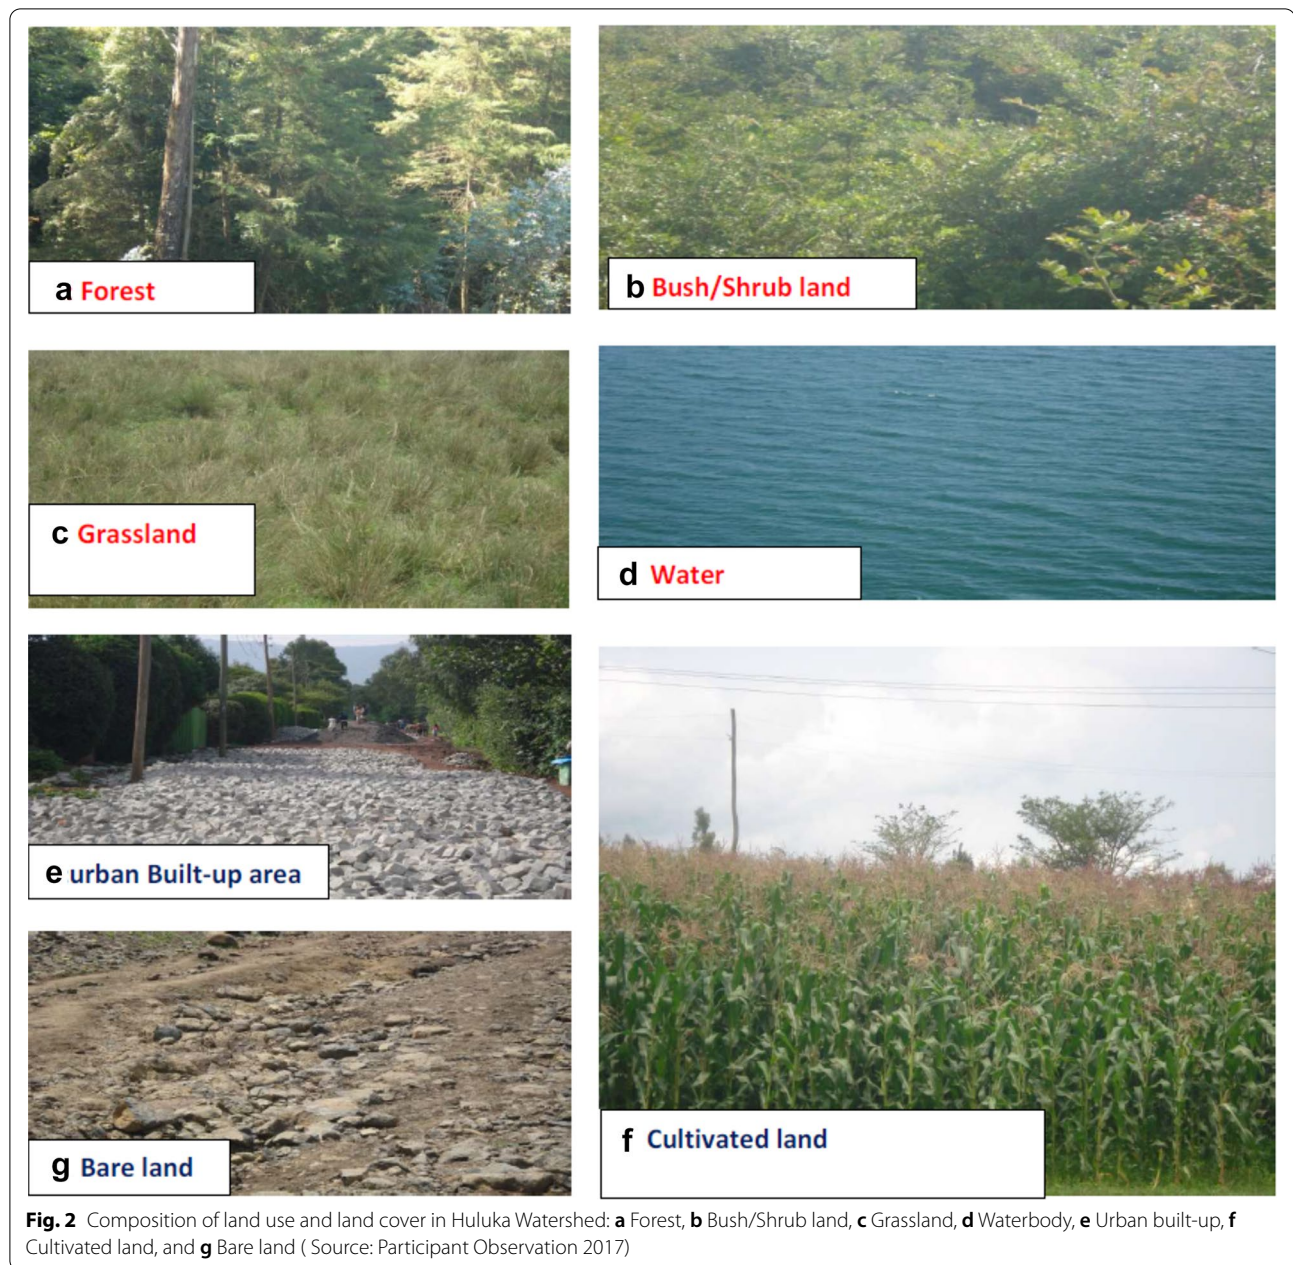 a Forest
b Bush/Shrub land
c Grassland
d Water
e urban Built-up area
f Cultivated land
g Bare land
Fig. 2 Composition of land use and land cover in Huluka Watershed: a Forest, b Bush/Shrub land, c Grassland, d Waterbody, e Urban built-up, f
Cultivated land, and g Bare land ( Source: Participant Observation 2017)